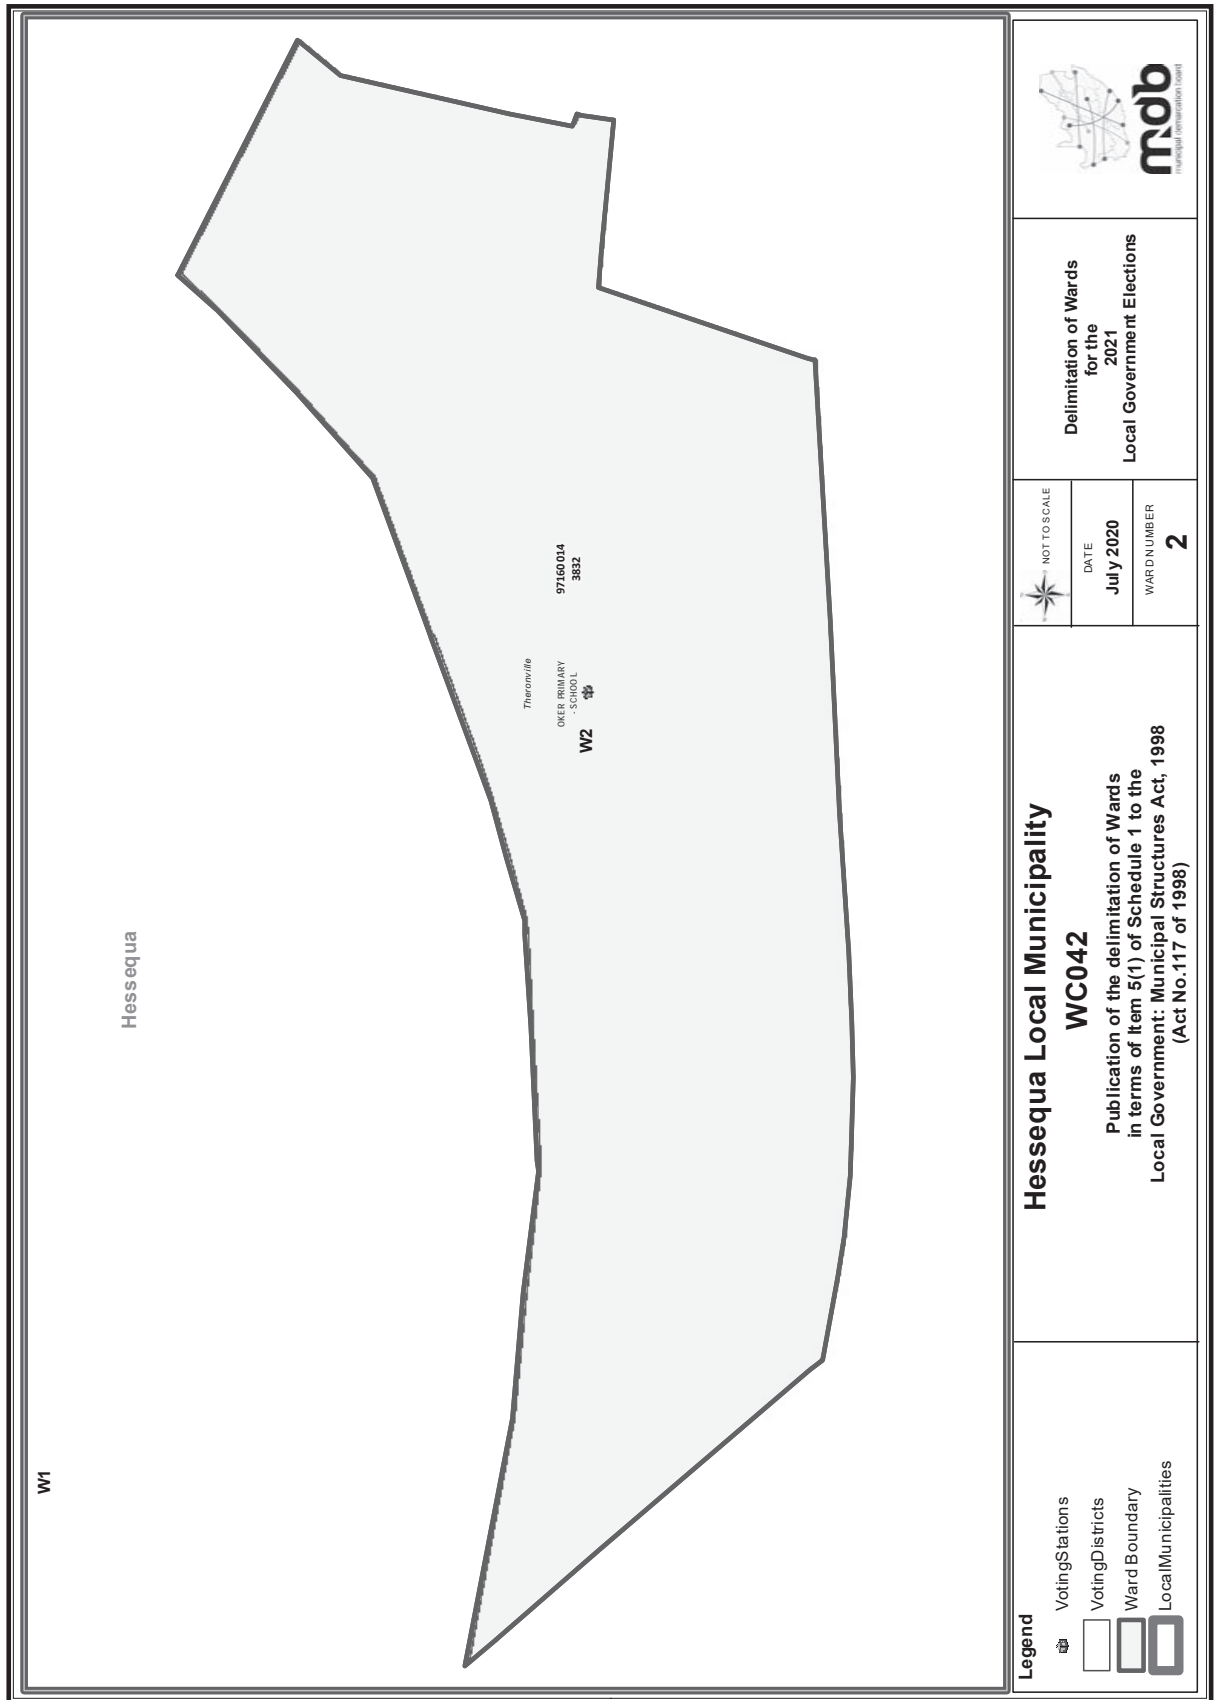 W1
Hessequa
Theronville
OKER PRIMARY
- SCHOOL
W2
97160014
3832
Legend
VotingStations
VotingDistricts
Ward Boundary
LocalMunicipalities
Hessequa Local Municipality
WC042
Publication of the delimitation of Wards
in terms of Item 5(1) of Schedule 1 to the
Local Government: Municipal Structures Act, 1998
(Act No.117 of 1998)
NOT TO SCALE
DATE
July 2020
WARD NUMBER
2
Delimitation of Wards
for the
2021
Local Government Elections
mdb
municipal demarcation board